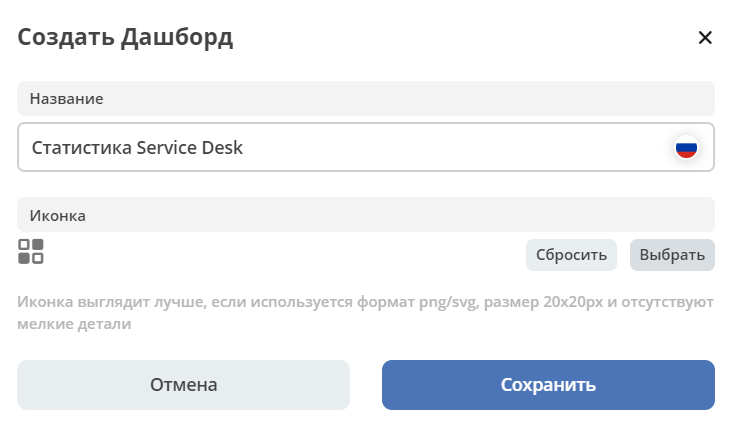 Создать Дашборд
Название
Статистика Service Desk
Иконка
Сбросить
Выбрать
Иконка выглядит лучше, если используется формат png/svg, размер 20x20px и отсутствуют
мелкие детали
Отмена
Сохранить